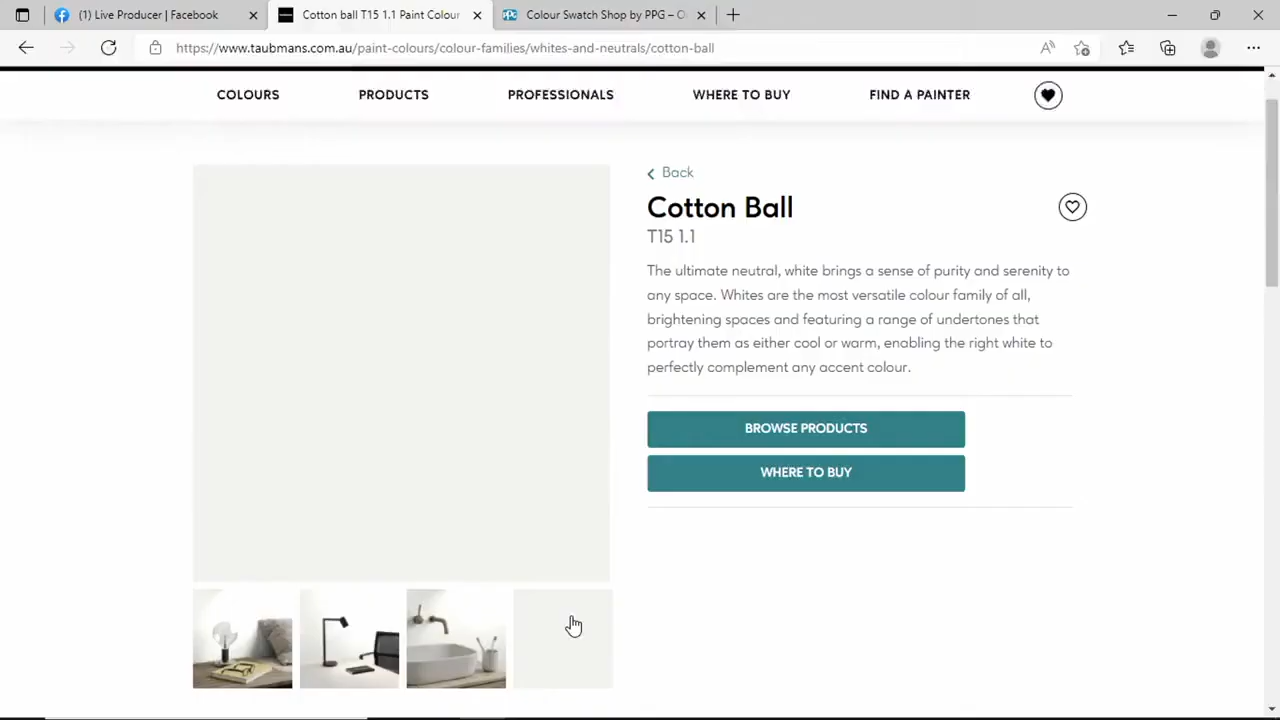 (1) Live Producer | Facebook
Cotton ball T15 1.1 Paint Colour
Colour Swatch Shop by PPG –
https://www.taubmans.com.au/paint-colours/colour-families/whites-and-neutrals/cotton-ball
COLOURS PRODUCTS PROFESSIONALS WHERE TO BUY FIND A PAINTER
Back
Cotton Ball
T15 1.1
The ultimate neutral, white brings a sense of purity and serenity to
any space. Whites are the most versatile colour family of all,
brightening spaces and featuring a range of undertones that
portray them as either cool or warm, enabling the right white to
perfectly complement any accent colour.
BROWSE PRODUCTS
WHERE TO BUY